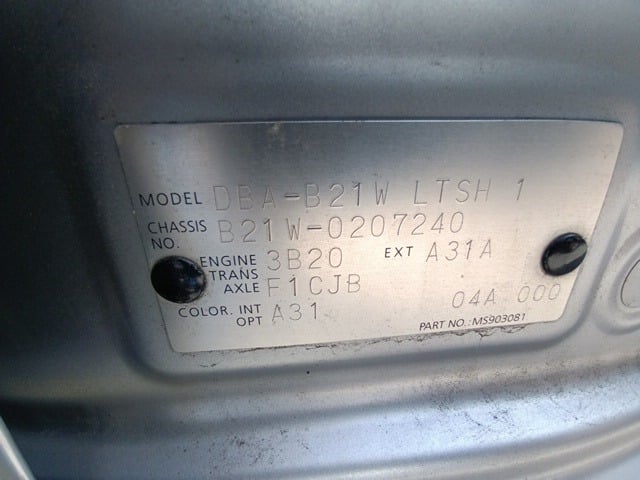 MODEL DBA-B21W LTSH 1
CHASSIS NO. B21W-0207240
ENGINE 3B20 EXT A31A
TRANS AXLE F1CJB
COLOR. INT OPT A31 04A 000
PART NO.: MS903081